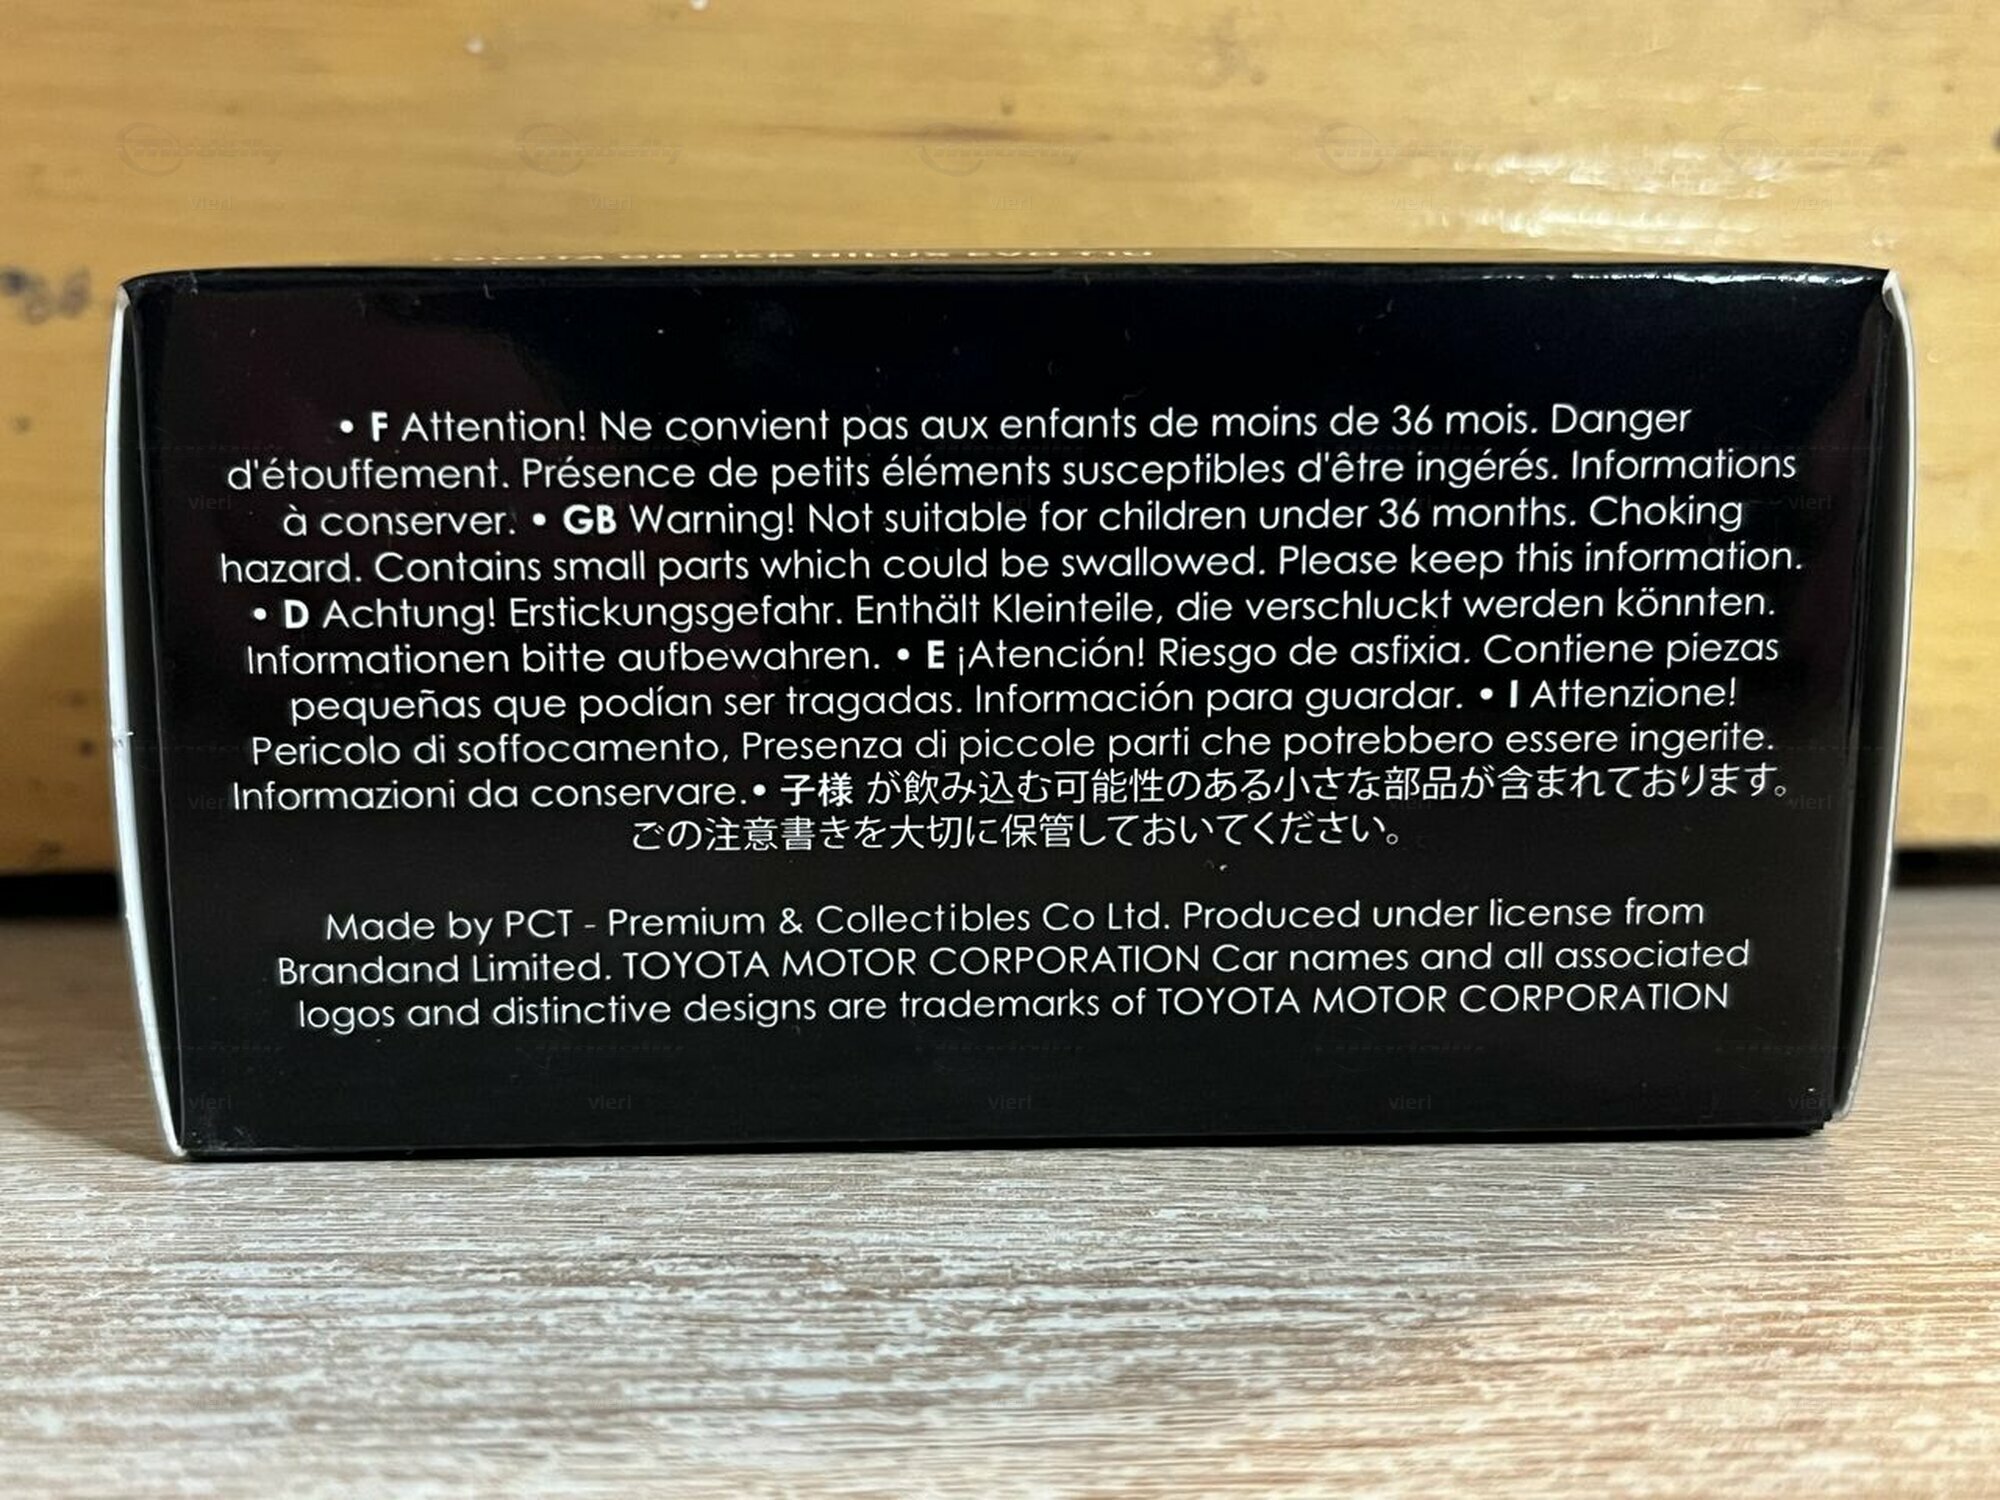 • F Attention! Ne convient pas aux enfants de moins de 36 mois. Danger
d'étouffement. Présence de petits éléments susceptibles d'être ingérés. Informations
à conserver. • GB Warning! Not suitable for children under 36 months. Choking
hazard. Contains small parts which could be swallowed. Please keep this information.
• D Achtung! Erstickungsgefahr. Enthält Kleinteile, die verschluckt werden könnten.
Informationen bitte aufbewahren. • E ¡Atención! Riesgo de asfixia. Contiene piezas
pequeñas que podían ser tragadas. Información para guardar. • I Attenzione!
Pericolo di soffocamento, Presenza di piccole parti che potrebbero essere ingerite.
Informazioni da conservare.• 子様 が飲み込む可能性のある小さな部品が含まれております。
ごの注意書きを大切に保管しておいてください。
Made by PCT - Premium & Collectibles Co Ltd. Produced under license from
Brandand Limited. TOYOTA MOTOR CORPORATION Car names and all associated
logos and distinctive designs are trademarks of TOYOTA MOTOR CORPORATION